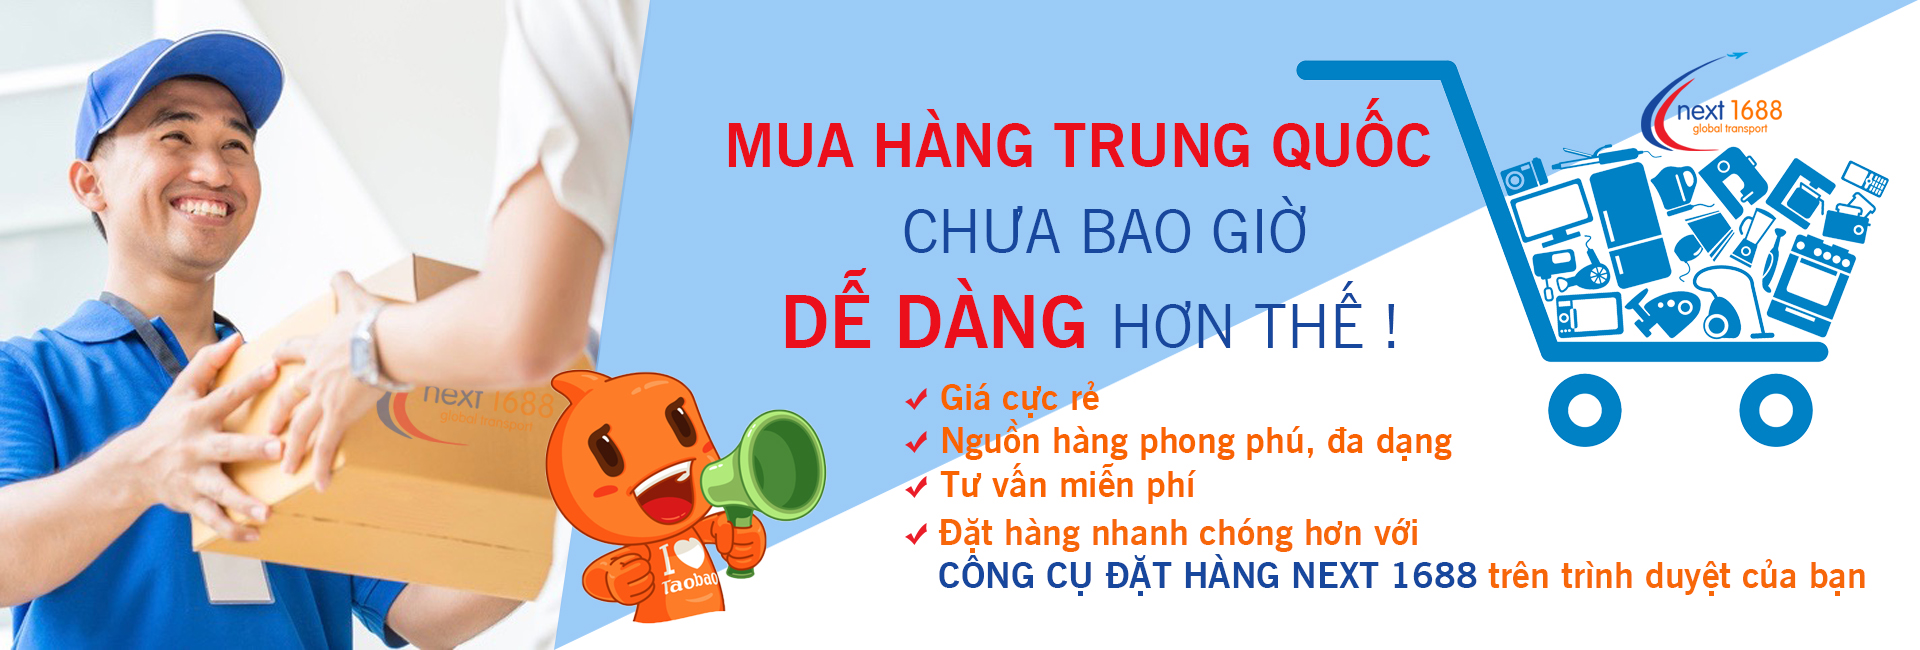 next 1688
global transport
MUA HÀNG TRUNG QUỐC
CHƯA BAO GIỜ
DỄ DÀNG HƠN THẾ !
Giá cực rẻ
Nguồn hàng phong phú, đa dạng
Tư vấn miễn phí
Đặt hàng nhanh chóng hơn với
CÔNG CỤ ĐẶT HÀNG NEXT 1688 trên trình duyệt của bạn
next 1688
global transport
I
Taobao